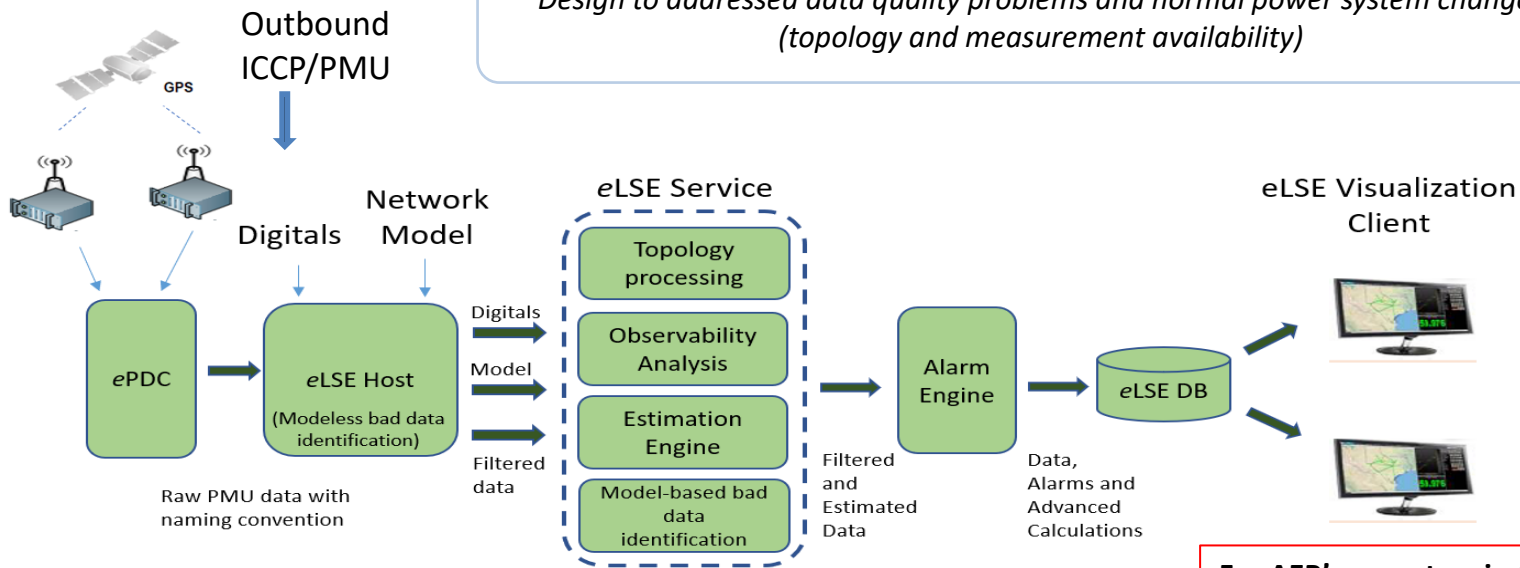 Design to addressed data quality problems and normal power system change
(topology and measurement availability)
Outbound
ICCP/PMU
GPS
Digitals
Network
Model
eLSE Service
eLSE Visualization
Client
ePDC
eLSE Host
(Modeless bad data
identification)
Raw PMU data with
naming convention
Digitals
Model
Filtered
data
Topology
processing
Observability
Analysis
Estimation
Engine
Model-based bad
data
identification
Filtered
and
Estimated
Data
Alarm
Engine
Data,
Alarms and
Advanced
Calculations
eLSE DB